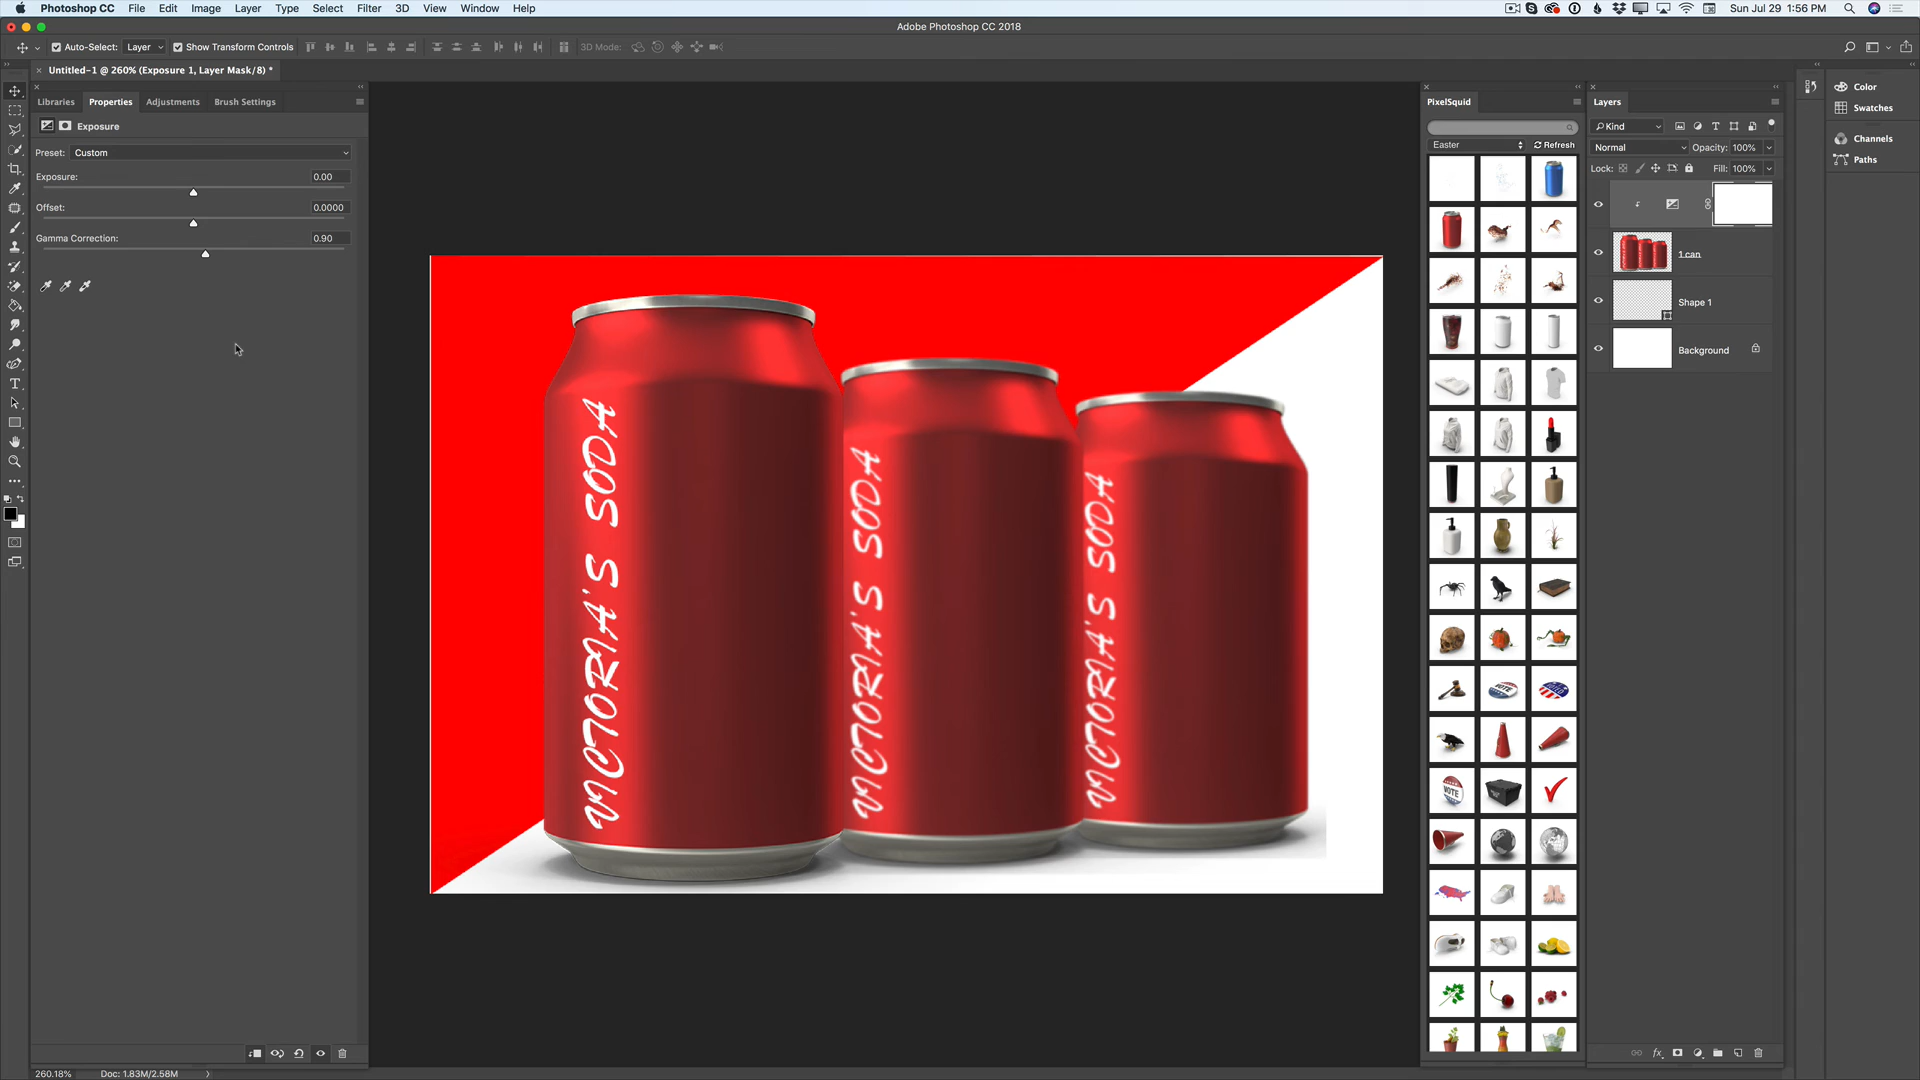 Photoshop CC File Edit Image Layer Type Select Filter 3D View Window Help
Sun Jul 29 1:56 PM
Adobe Photoshop CC 2018
Auto-Select: Layer Show Transform Controls 3D Mode:
Untitled-1 @ 260% (Exposure 1, Layer Mask/8) *
Libraries Properties Adjustments Brush Settings
Exposure
Preset: Custom
Exposure: 0.00
Offset: 0.0000
Gamma Correction: 0.90
VICTORIA'S SODA
VICTORIA'S SODA
VICTORIA'S SODA
PixelSquid
Easter Refresh
VOTE
VOTE
Layers
Kind
Normal Opacity: 100%
Lock: Fill: 100%
1 can
Shape 1
Background
Color
Swatches
Channels
Paths
260.18% Doc: 1.83M/2.58M